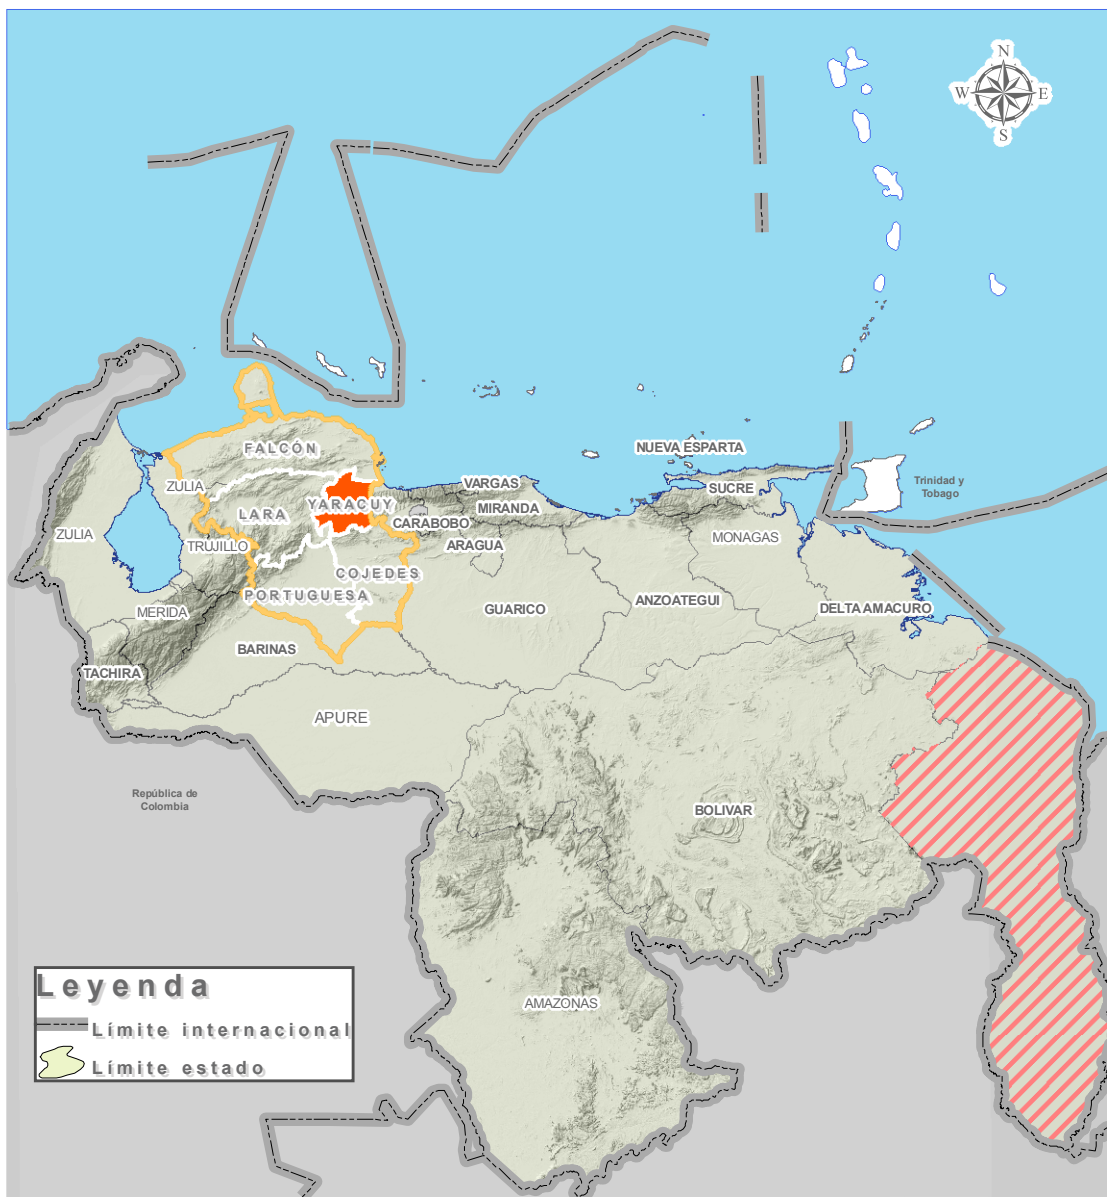 N
W E
S
FALCÓN
NUEVA ESPARTA
ZULIA
VARGAS
SUCRE
Trinidad y
Tobago
YARACUY
LARA
MIRANDA
CARABOBO
ZULIA
MONAGAS
TRUJILLO
ARAGUA
COJEDES
PORTUGUESA
MERIDA
GUARICO
ANZOATEGUI
DELTA AMACURO
BARINAS
TACHIRA
APURE
República de
Colombia
BOLIVAR
AMAZONAS
Leyenda
Límite internacional
Límite estado